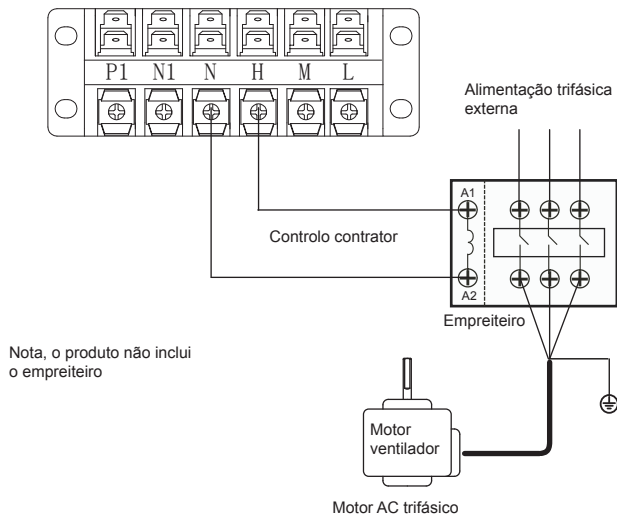 P1 N1 N H M L
Alimentação trifásica
externa
A1
Controlo contrator
A2
Empreiteiro
Nota, o produto não inclui
o empreiteiro
Motor
ventilador
Motor AC trifásico